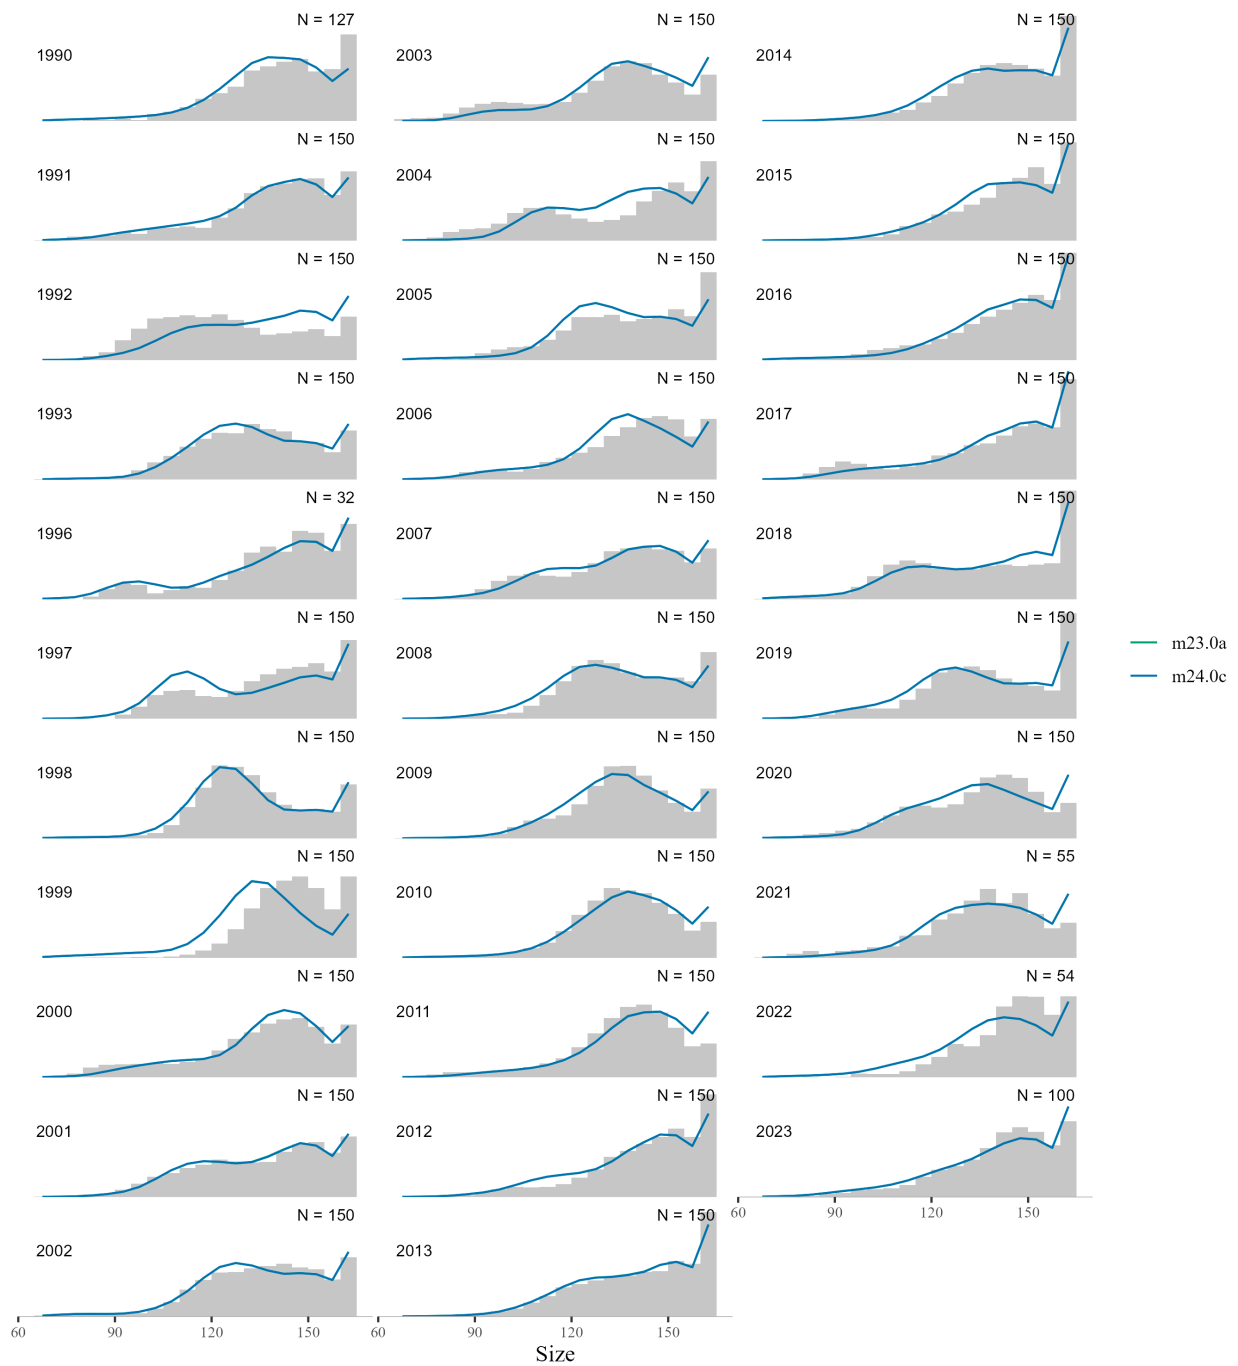 N = 127
1990
N = 150
1991
N = 150
1992
N = 150
1993
N = 32
1996
N = 150
1997
N = 150
1998
N = 150
1999
N = 150
2000
N = 150
2001
N = 150
2002
60 90 120 150
N = 150
2003
N = 150
2004
N = 150
2005
N = 150
2006
N = 150
2007
N = 150
2008
N = 150
2009
N = 150
2010
N = 150
2011
N = 150
2012
N = 150
2013
60 90 120 150
N = 150
2014
N = 150
2015
N = 150
2016
N = 150
2017
N = 150
2018
N = 150
2019
N = 150
2020
N = 55
2021
N = 54
2022
N = 100
2023
60 90 120 150
Size
m23.0a
m24.0c